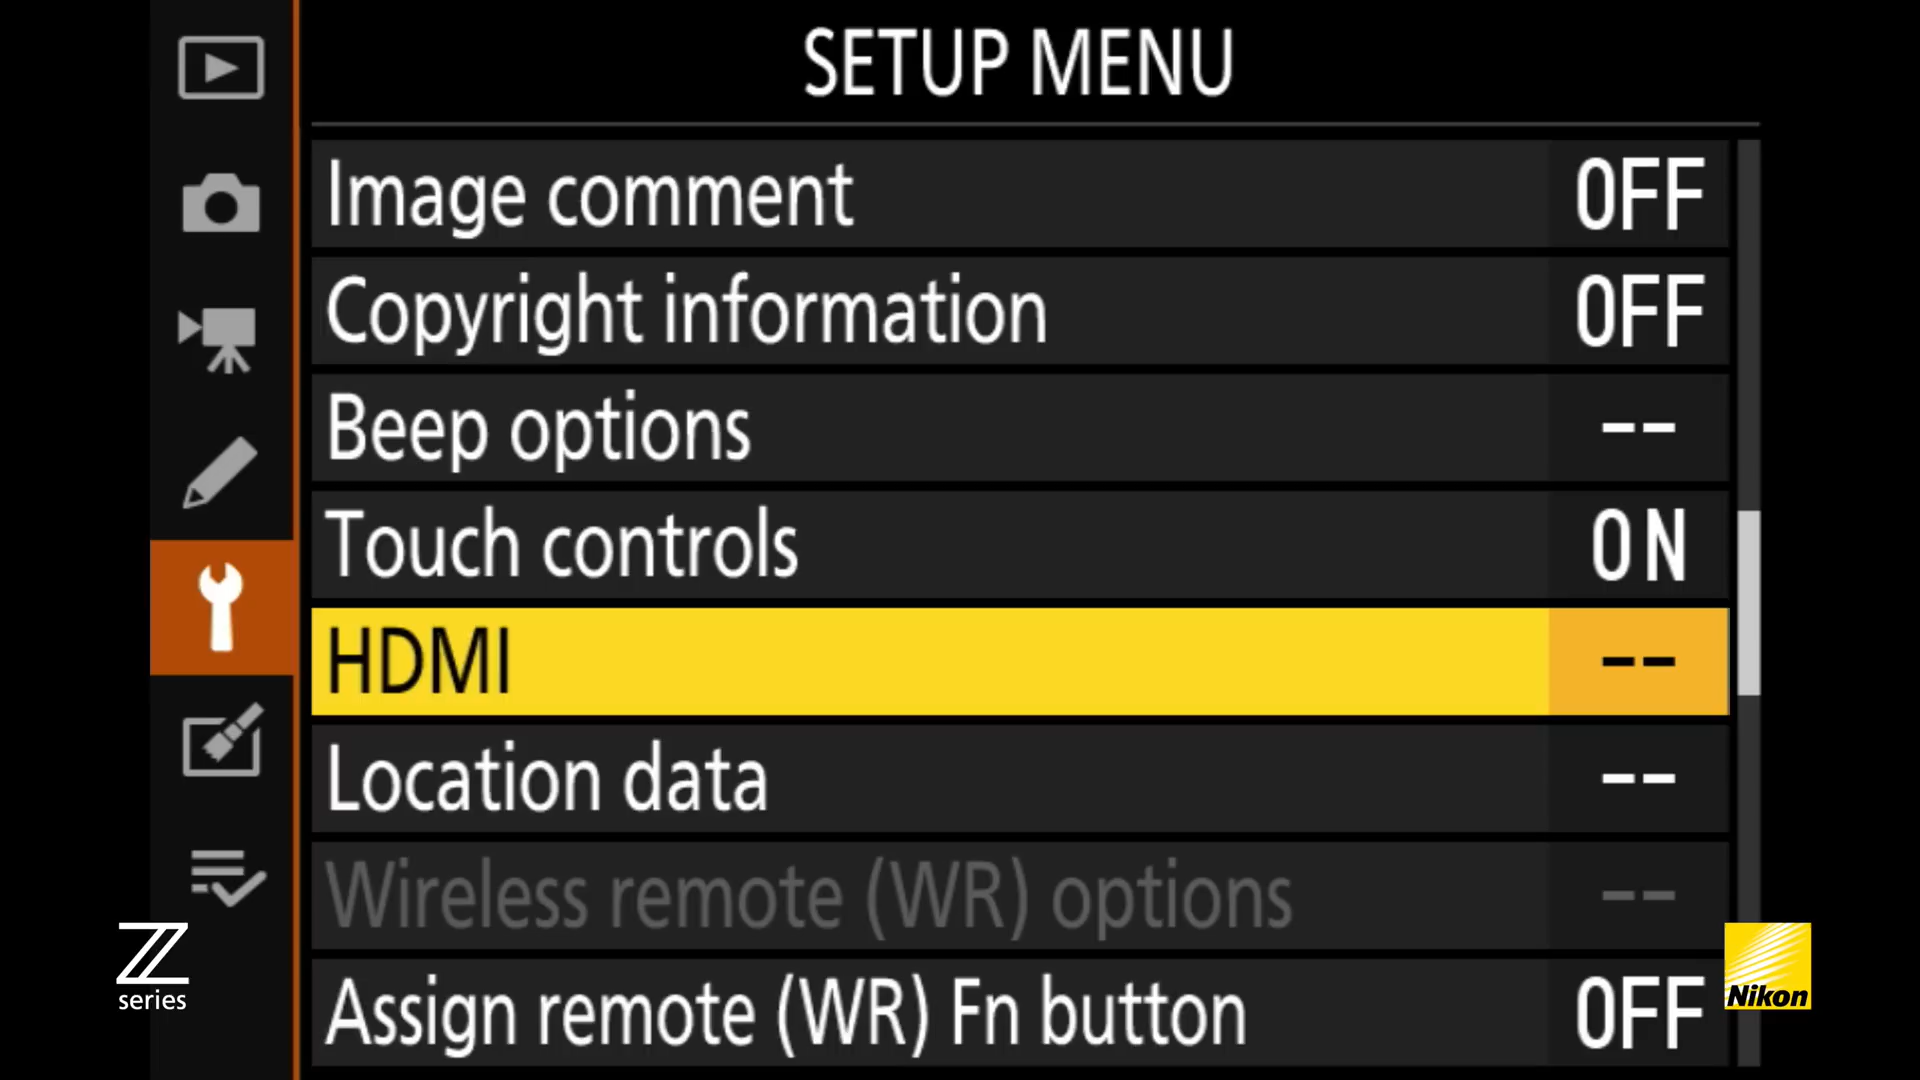 SETUP MENU
Image comment OFF
Copyright information OFF
Beep options --
Touch controls ON
HDMI --
Location data --
Wireless remote (WR) options --
Assign remote (WR) Fn button OFF
Z
series
Nikon